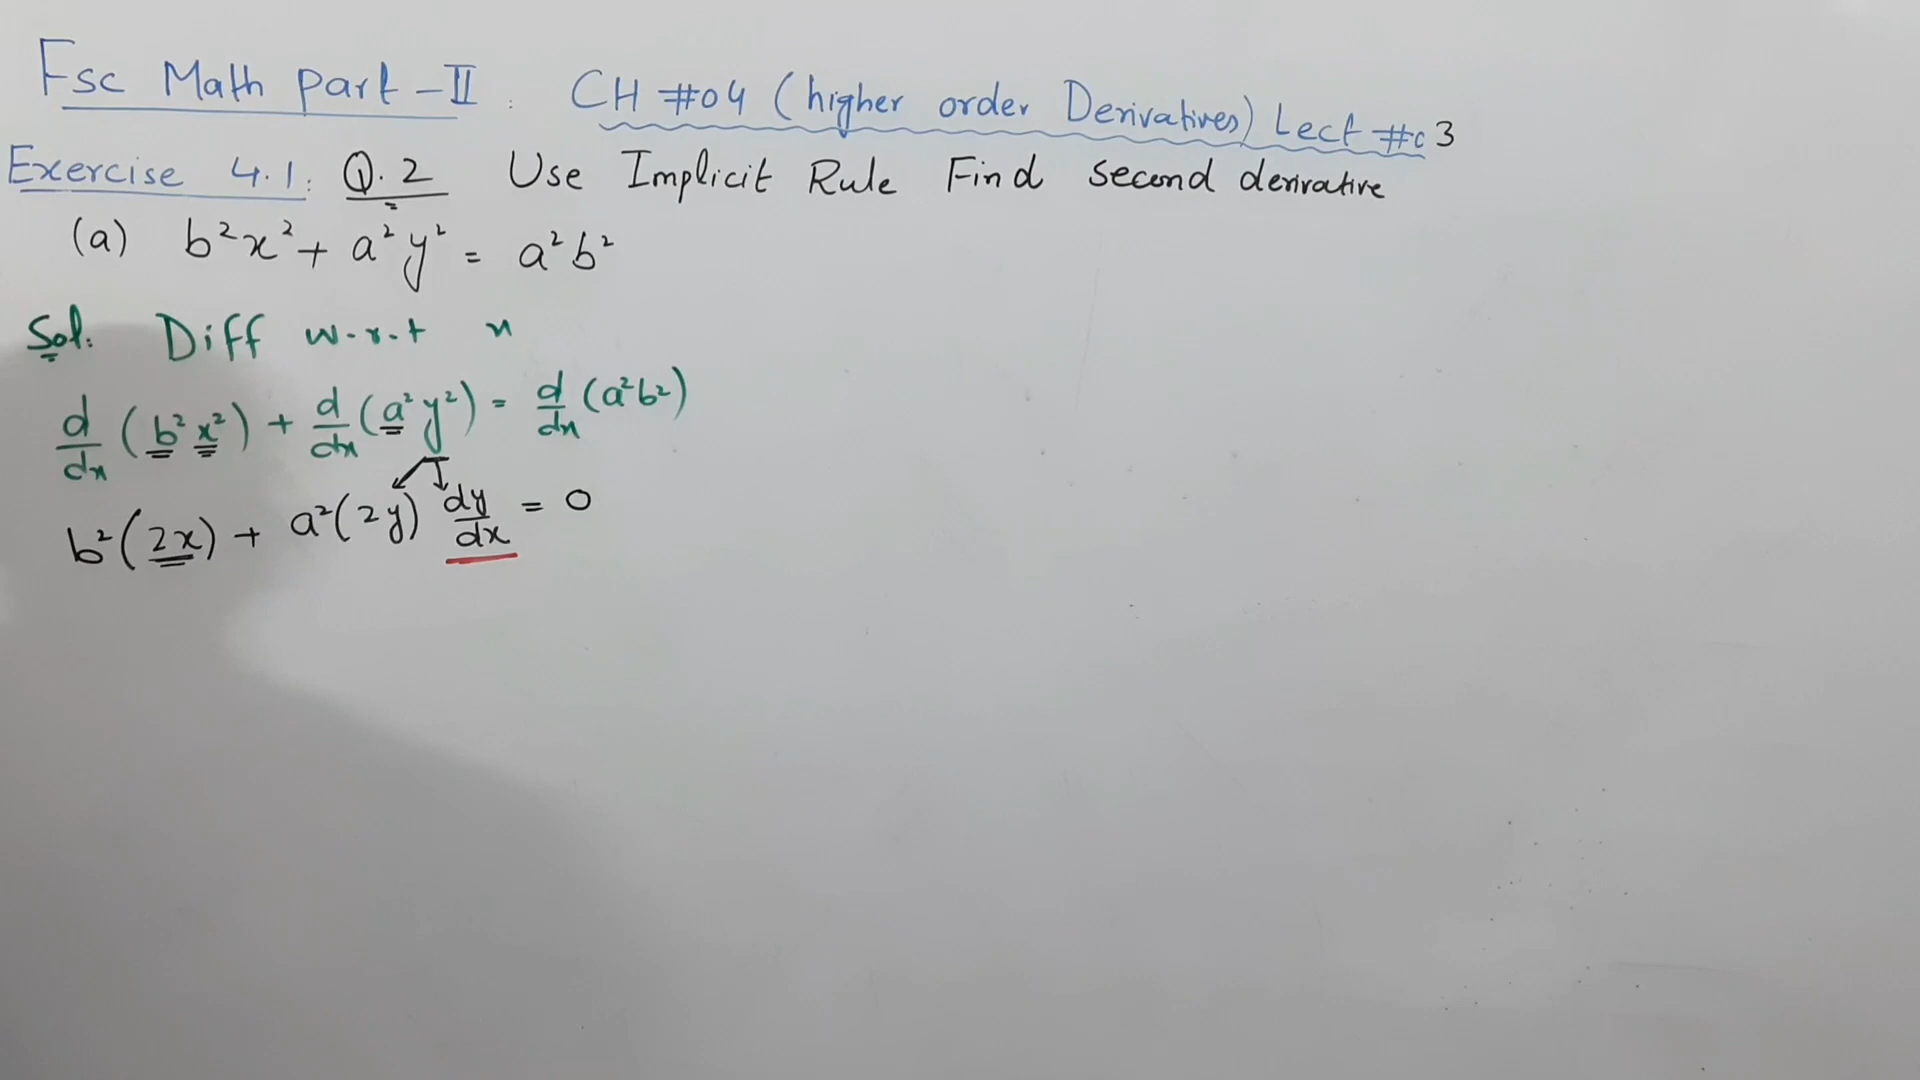 Fsc Math Part-II : CH #04 (higher order Derivatives) Lect #03
Exercise 4.1: Q.2 Use Implicit Rule Find second derivative
(a) b²x² + a²y² = a²b²
Sol: Diff w.r.t x
d/dx (b²x²) + d/dx (a²y²) = d/dx (a²b²)
b²(2x) + a²(2y) dy/dx = 0